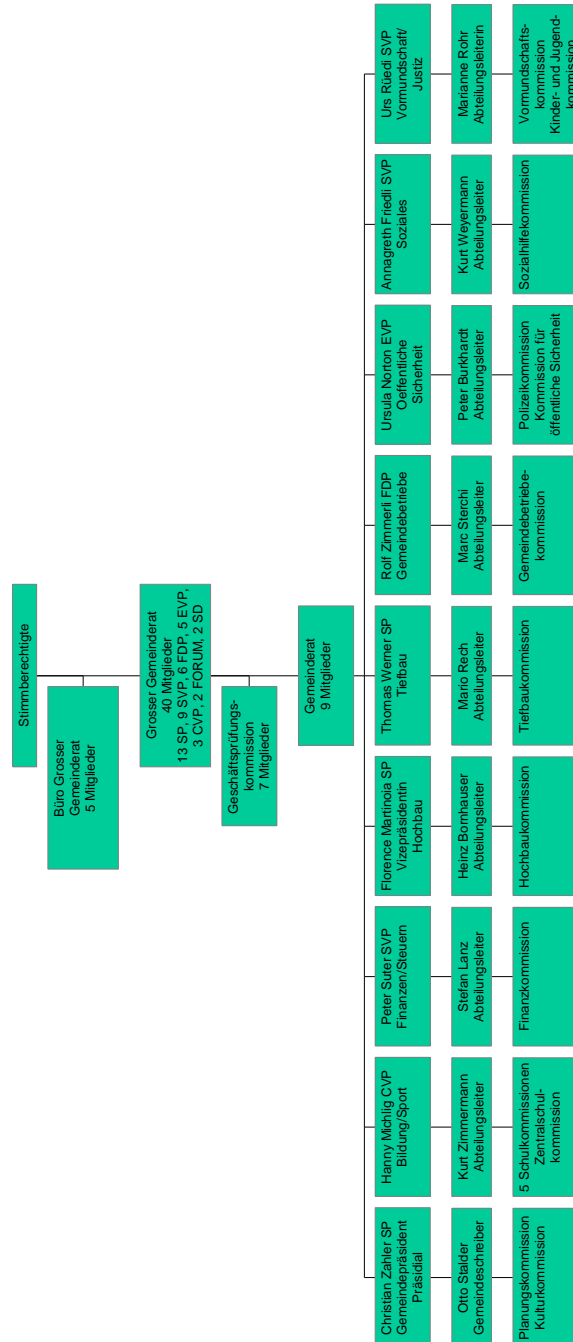 Stimmberechtigte
Büro Grosser
Gemeinderat
5 Mitglieder
Grosser Gemeinderat
40 Mitglieder
13 SP, 9 SVP, 6 FDP, 5 EVP,
3 CVP, 2 FORUM, 2 SD
Geschäftsprüfungs-
kommission
7 Mitglieder
Gemeinderat
9 Mitglieder
Christian Zahler SP
Gemeindepräsident
Präsidial
Otto Stalder
Gemeindeschreiber
Planungskommission
Kulturkommission
Hanny Michlig CVP
Bildung/Sport
Kurt Zimmermann
Abteilungsleiter
5 Schulkommissionen
Zentralschul-
kommission
Peter Suter SVP
Finanzen/Steuern
Stefan Lanz
Abteilungsleiter
Finanzkommission
Florence Martinoia SP
Vizepräsidentin
Hochbau
Heinz Bornhauser
Abteilungsleiter
Hochbaukommission
Thomas Werner SP
Tiefbau
Mario Rech
Abteilungsleiter
Tiefbaukommission
Rolf Zimmerli FDP
Gemeindebetriebe
Marc Sterchi
Abteilungsleiter
Gemeindebetriebe-
kommission
Ursula Norton EVP
Oeffentliche
Sicherheit
Peter Burkhardt
Abteilungsleiter
Polizeikommission
Kommission für
öffentliche Sicherheit
Annagreth Friedli SVP
Soziales
Kurt Weyermann
Abteilungsleiter
Sozialhilfekommission
Urs Rüedi SVP
Vormundschaft/
Justiz
Marianne Rohr
Abteilungsleiterin
Vormundschafts-
kommission
Kinder- und Jugend-
kommission